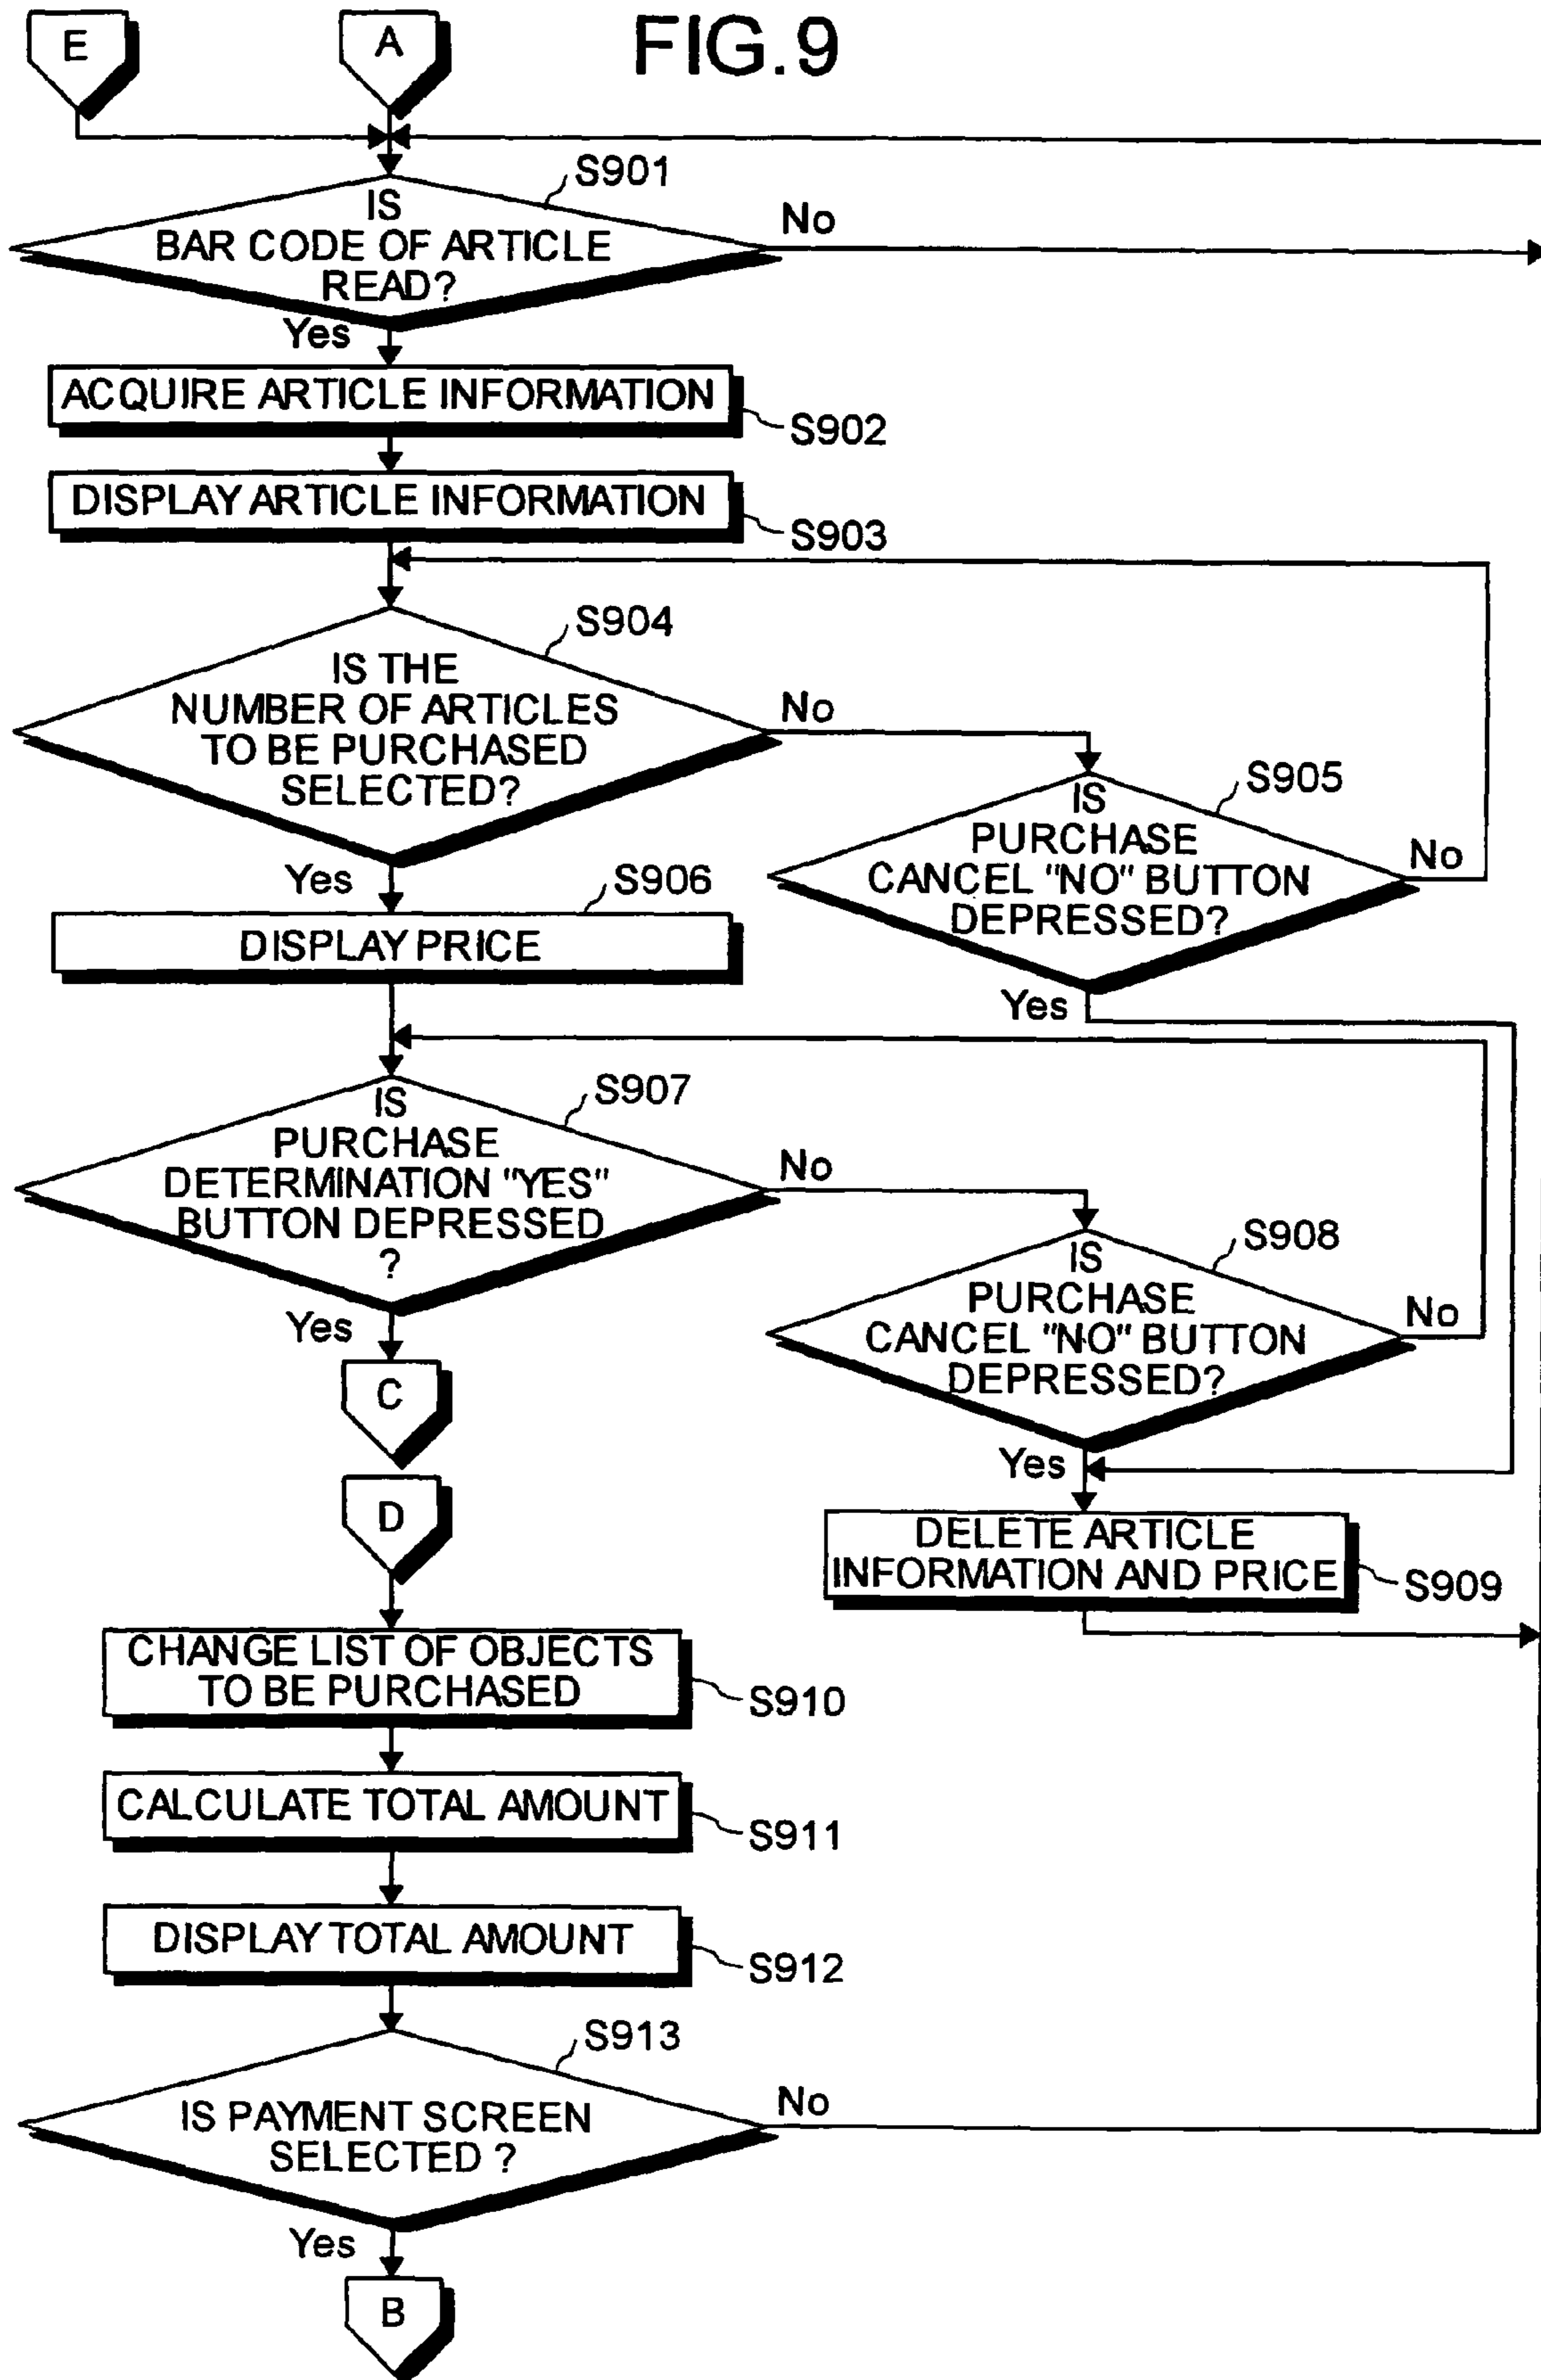 FIG.9
E
A
S901
IS
BAR CODE OF ARTICLE
READ?
No
Yes
ACQUIRE ARTICLE INFORMATION
S902
DISPLAY ARTICLE INFORMATION
S903
S904
IS THE
NUMBER OF ARTICLES
TO BE PURCHASED
SELECTED?
No
Yes
S905
IS
PURCHASE
CANCEL "NO" BUTTON
DEPRESSED?
No
Yes
S906
DISPLAY PRICE
S907
IS
PURCHASE
DETERMINATION "YES"
BUTTON DEPRESSED
?
No
Yes
S908
IS
PURCHASE
CANCEL "NO" BUTTON
DEPRESSED?
No
Yes
C
D
DELETE ARTICLE
INFORMATION AND PRICE
S909
CHANGE LIST OF OBJECTS
TO BE PURCHASED
S910
CALCULATE TOTAL AMOUNT
S911
DISPLAY TOTAL AMOUNT
S912
S913
IS PAYMENT SCREEN
SELECTED ?
No
Yes
B